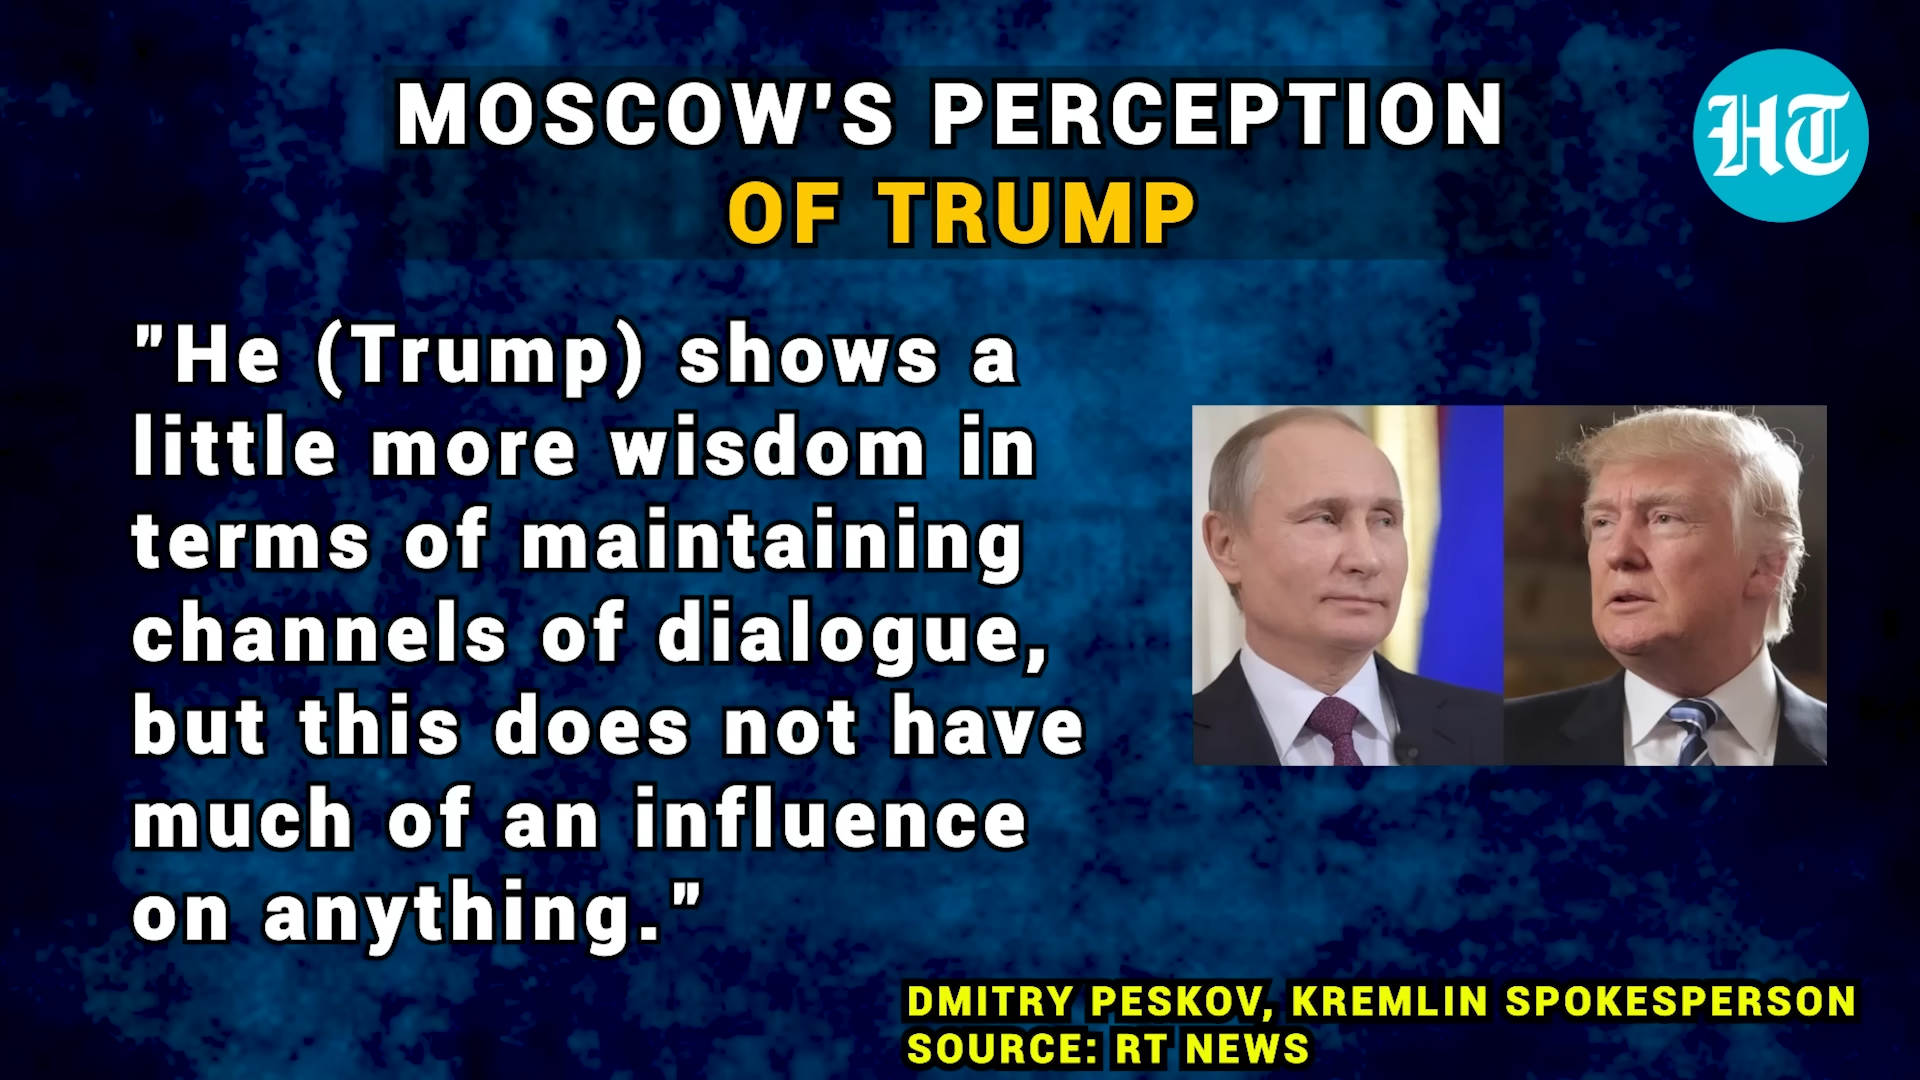 MOSCOW'S PERCEPTION
OF TRUMP
HT
"He (Trump) shows a
little more wisdom in
terms of maintaining
channels of dialogue,
but this does not have
much of an influence
on anything."
DMITRY PESKOV, KREMLIN SPOKESPERSON
SOURCE: RT NEWS